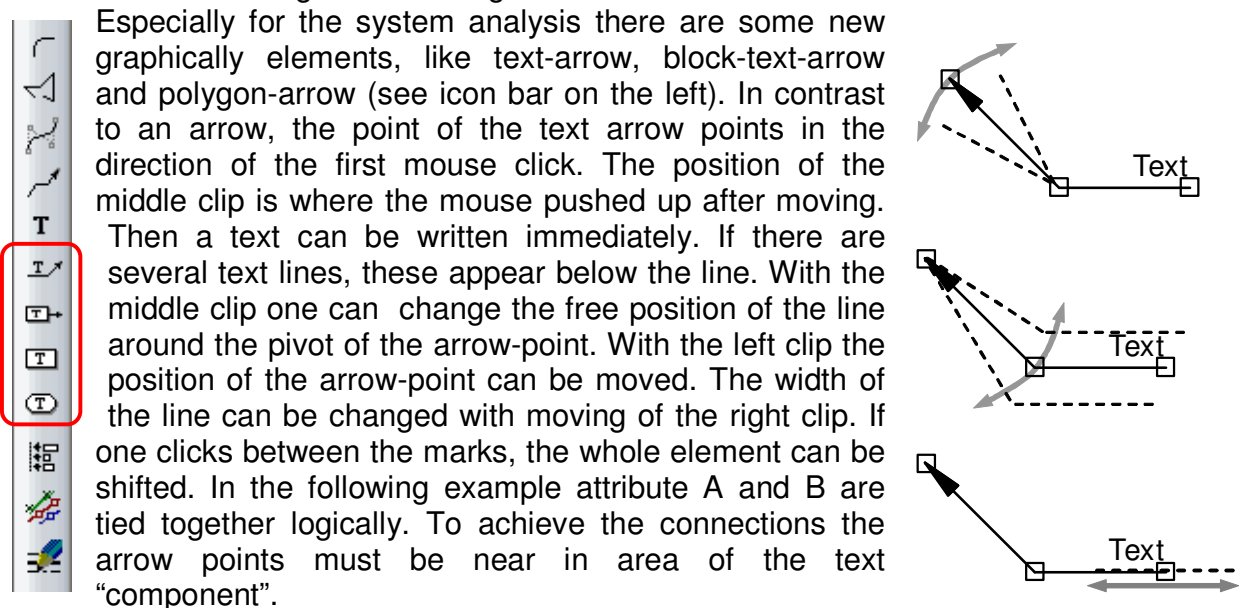 Especially for the system analysis there are some new
graphically elements, like text-arrow, block-text-arrow
and polygon-arrow (see icon bar on the left). In contrast
to an arrow, the point of the text arrow points in the
direction of the first mouse click. The position of the
middle clip is where the mouse pushed up after moving.
Then a text can be written immediately. If there are
several text lines, these appear below the line. With the
middle clip one can change the free position of the line
around the pivot of the arrow-point. With the left clip the
position of the arrow-point can be moved. The width of
the line can be changed with moving of the right clip. If
one clicks between the marks, the whole element can be
shifted. In the following example attribute A and B are
tied together logically. To achieve the connections the
arrow points must be near in area of the text
“component”.
T
T
T
T
T
Text
Text
Text